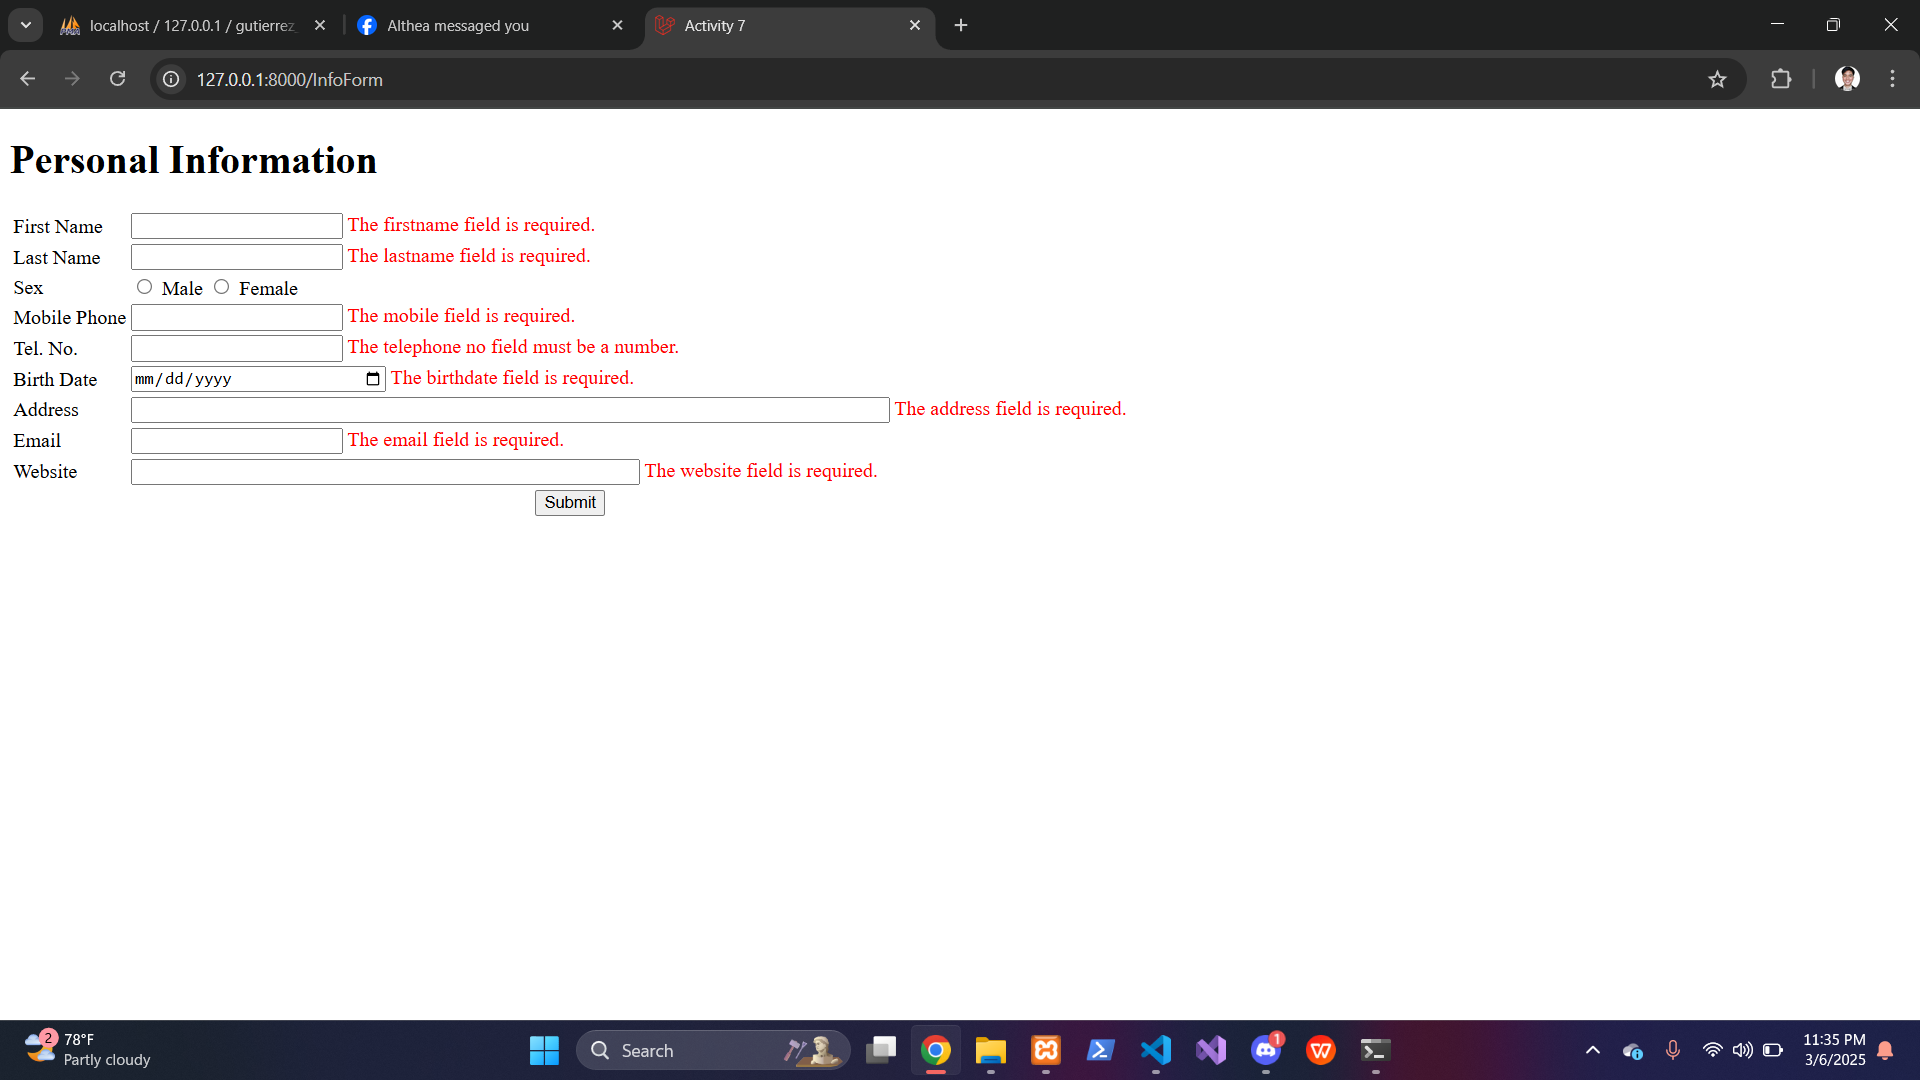 localhost / 127.0.0.1 / gutierrez_
Althea messaged you
Activity 7
127.0.0.1:8000/InfoForm
Personal Information
First Name The firstname field is required.
Last Name The lastname field is required.
Sex Male Female
Mobile Phone The mobile field is required.
Tel. No. The telephone no field must be a number.
Birth Date mm/dd/yyyy The birthdate field is required.
Address The address field is required.
Email The email field is required.
Website The website field is required.
Submit
2
78°F
Partly cloudy
Search
1
11:35 PM
3/6/2025